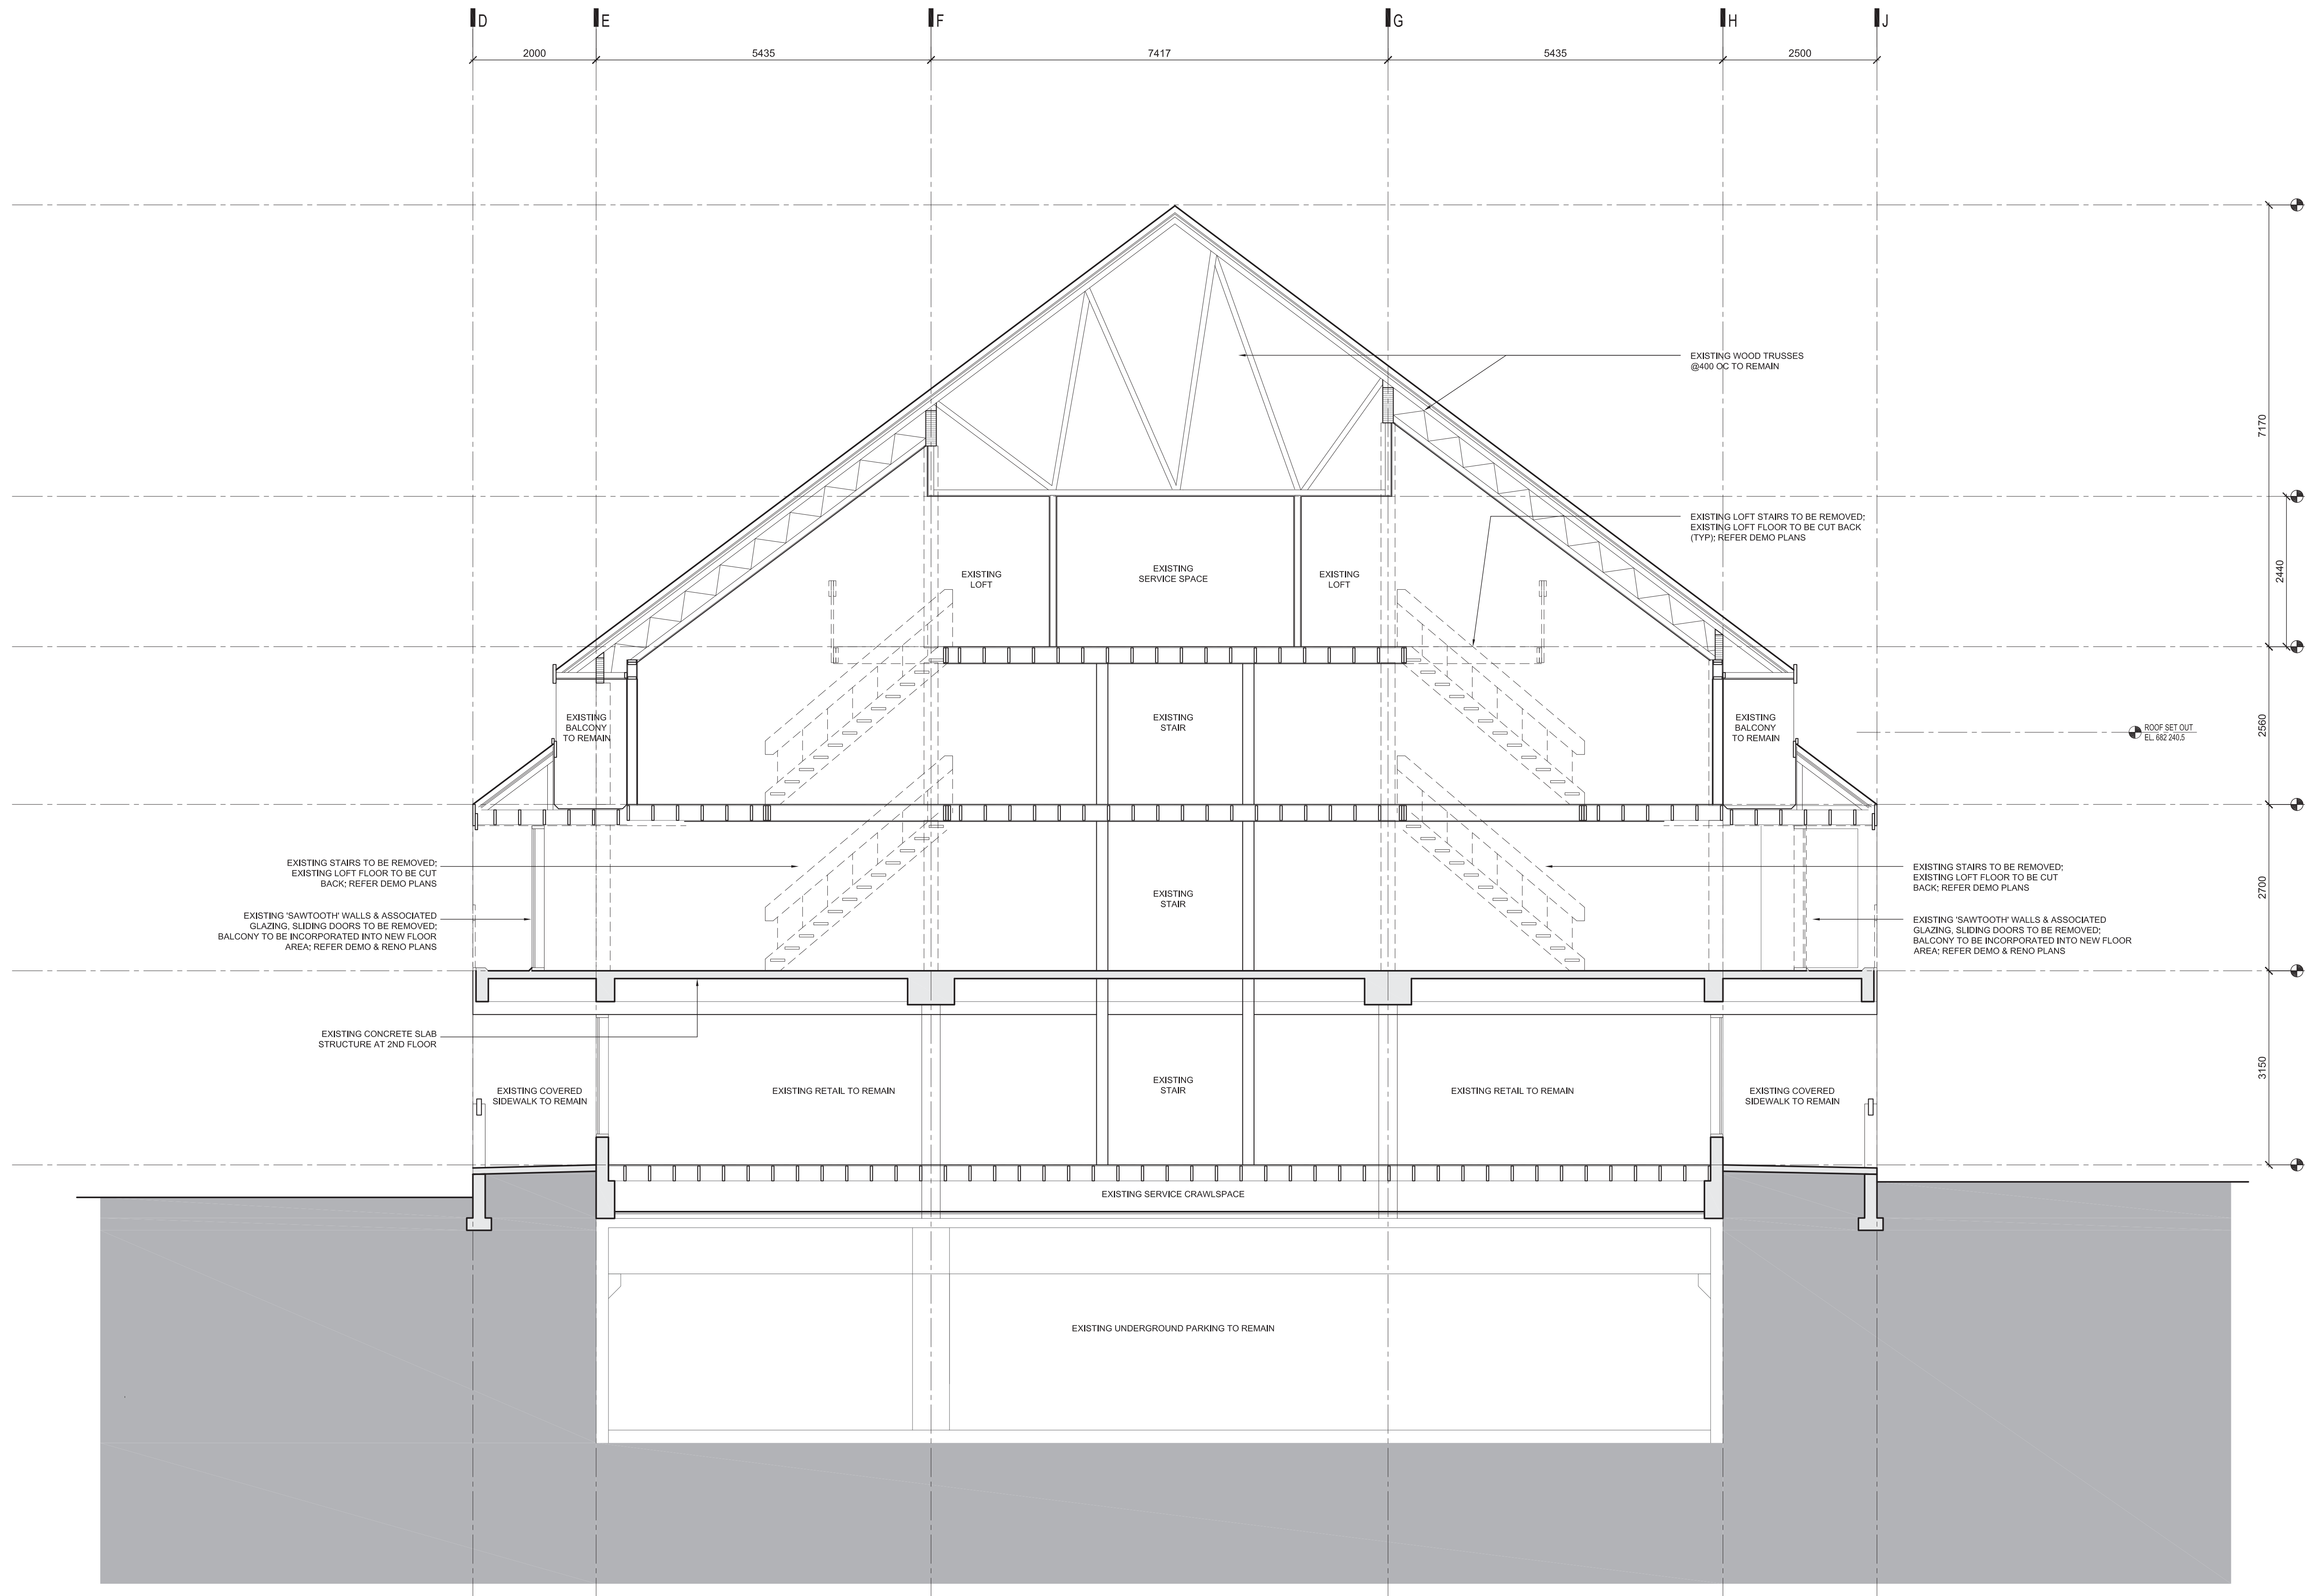 D
E
F
G
H
J
2000
5435
7417
5435
2500
EXISTING WOOD TRUSSES
@400 OC TO REMAIN
7170
EXISTING LOFT STAIRS TO BE REMOVED;
EXISTING LOFT FLOOR TO BE CUT BACK
(TYP); REFER DEMO PLANS
EXISTING
LOFT
EXISTING
SERVICE SPACE
EXISTING
LOFT
2440
EXISTING
BALCONY
TO REMAIN
EXISTING
STAIR
EXISTING
BALCONY
TO REMAIN
ROOF SET OUT
EL. 682 240.5
2560
EXISTING STAIRS TO BE REMOVED;
EXISTING LOFT FLOOR TO BE CUT
BACK; REFER DEMO PLANS
EXISTING 'SAWTOOTH' WALLS & ASSOCIATED
GLAZING, SLIDING DOORS TO BE REMOVED;
BALCONY TO BE INCORPORATED INTO NEW FLOOR
AREA; REFER DEMO & RENO PLANS
EXISTING
STAIR
EXISTING STAIRS TO BE REMOVED;
EXISTING LOFT FLOOR TO BE CUT
BACK; REFER DEMO PLANS
EXISTING 'SAWTOOTH' WALLS & ASSOCIATED
GLAZING, SLIDING DOORS TO BE REMOVED;
BALCONY TO BE INCORPORATED INTO NEW FLOOR
AREA; REFER DEMO & RENO PLANS
2700
EXISTING CONCRETE SLAB
STRUCTURE AT 2ND FLOOR
EXISTING COVERED
SIDEWALK TO REMAIN
EXISTING RETAIL TO REMAIN
EXISTING
STAIR
EXISTING RETAIL TO REMAIN
EXISTING COVERED
SIDEWALK TO REMAIN
3150
EXISTING SERVICE CRAWLSPACE
EXISTING UNDERGROUND PARKING TO REMAIN